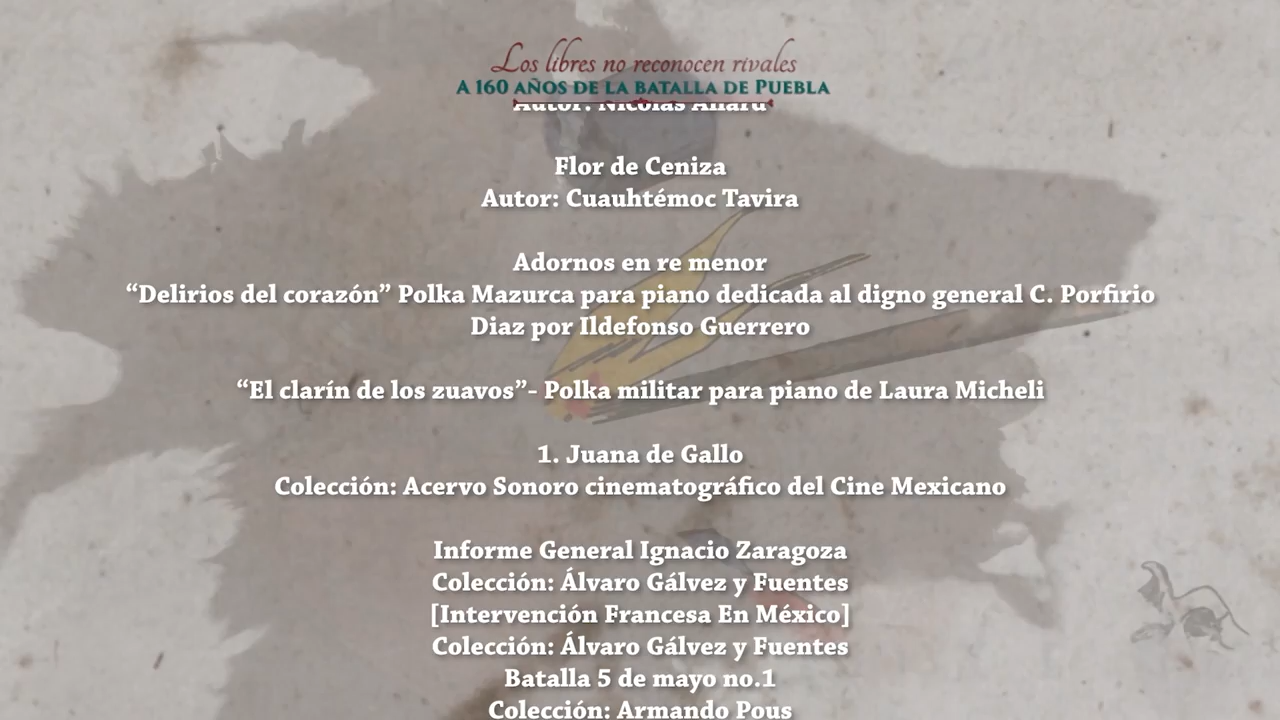 Los libres no reconocen rivales
A 160 AÑOS DE LA BATALLA DE PUEBLA
Autor: Nicolas
Flor de Ceniza
Autor: Cuauhtémoc Tavira
Adornos en re menor
“Delirios del corazón” Polka Mazurca para piano dedicada al digno general C. Porfirio
Diaz por Ildefonso Guerrero
“El clarín de los zuavos”- Polka militar para piano de Laura Micheli
1. Juana de Gallo
Colección: Acervo Sonoro cinematográfico del Cine Mexicano
Informe General Ignacio Zaragoza
Colección: Álvaro Gálvez y Fuentes
[Intervención Francesa En México]
Colección: Álvaro Gálvez y Fuentes
Batalla 5 de mayo no.1
Colección: Armando Pous